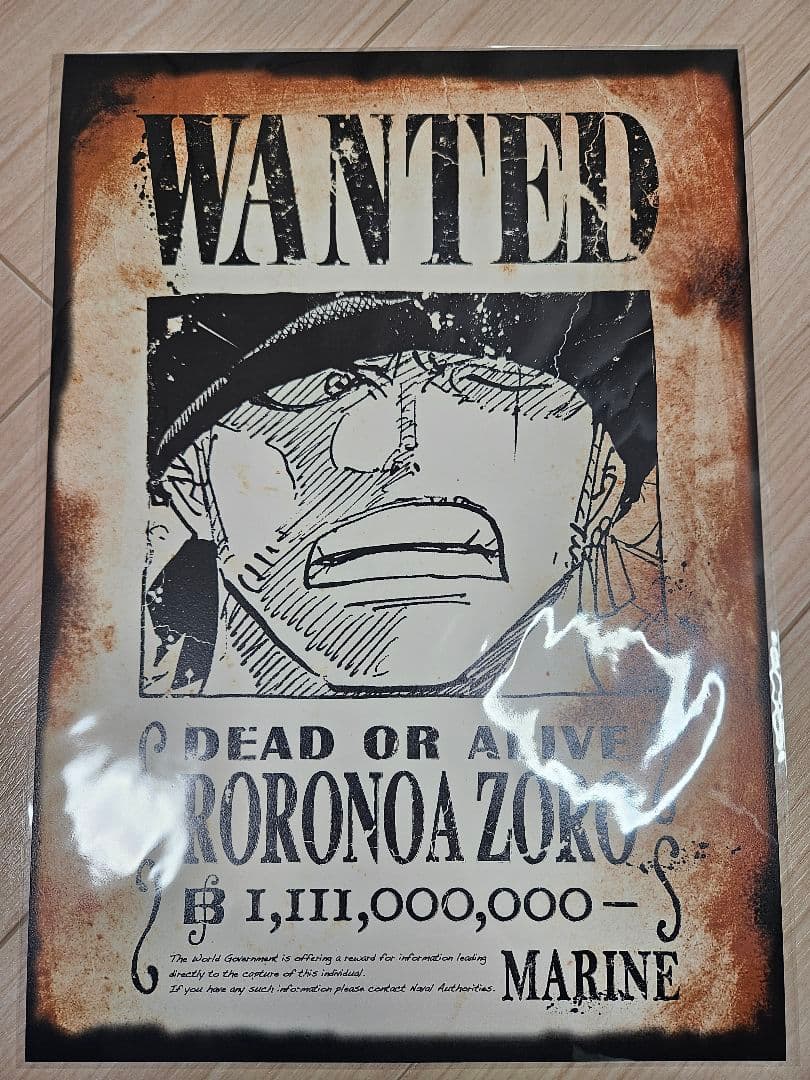 WANTED
DEAD OR ALIVE
RORONOA ZORO
฿ 1,111,000,000 —
The World Government is offering a reward for information leading
directly to the capture of this individual.
If you have any such information please contact Naval Authorities.
MARINE